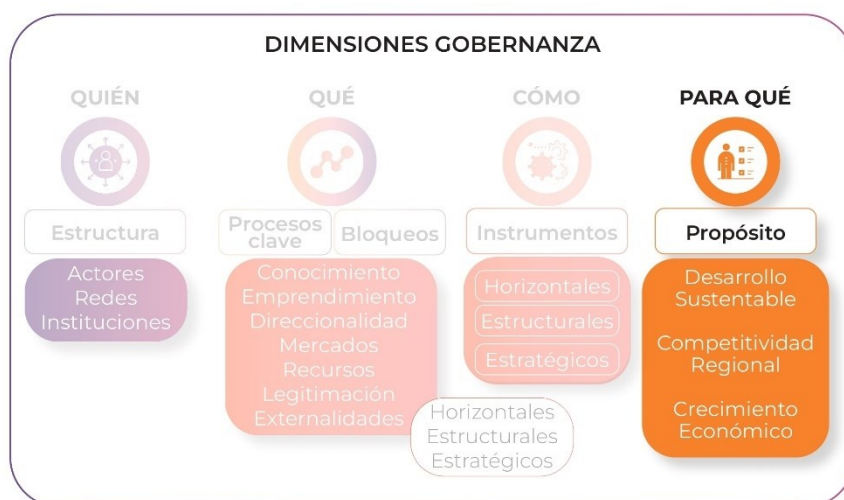 DIMENSIONES GOBERNANZA
QUIÉN
Estructura
Actores
Redes
Instituciones
QUÉ
Procesos
clave
Bloqueos
Conocimiento
Emprendimiento
Direccionalidad
Mercados
Recursos
Legitimación
Externalidades
Horizontales
Estructurales
Estratégicos
CÓMO
Instrumentos
Horizontales
Estructurales
Estratégicos
PARA QUÉ
Propósito
Desarrollo
Sustentable
Competitividad
Regional
Crecimiento
Económico